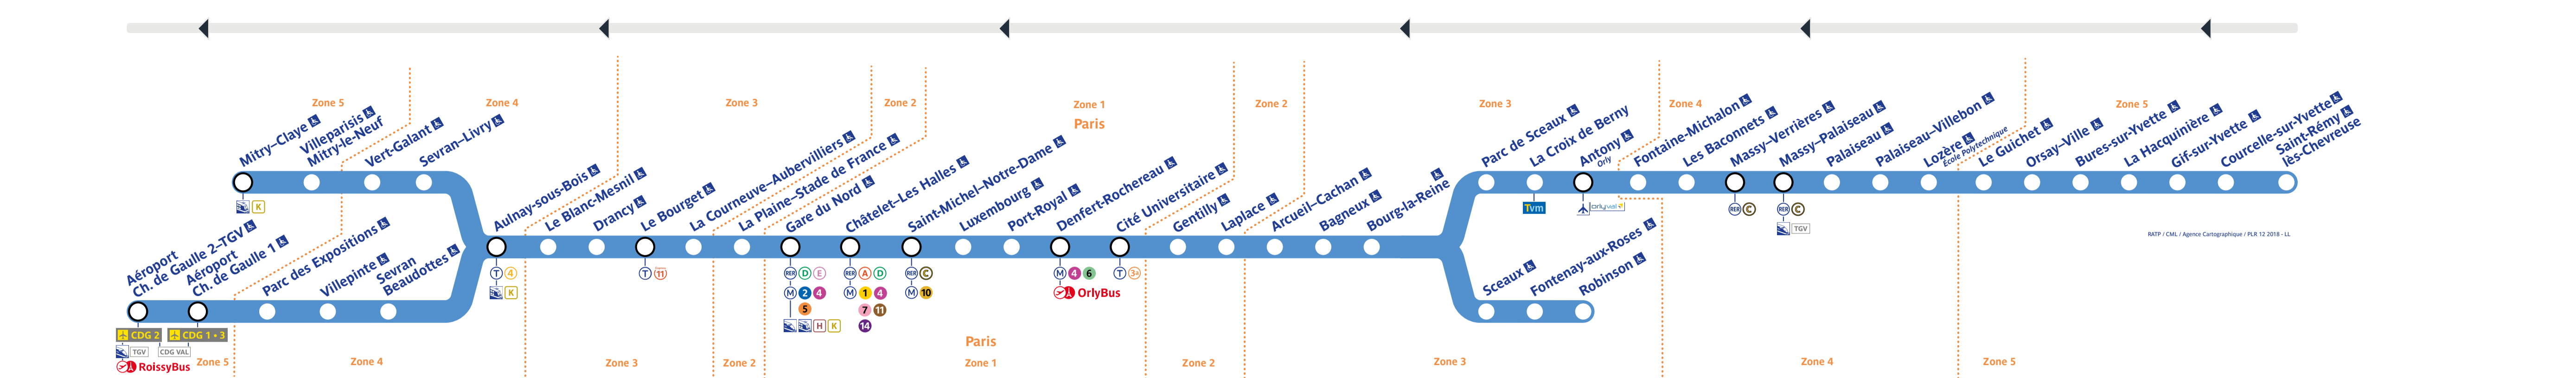 Zone 5
Zone 4
Zone 3
Zone 2
Zone 1
Paris
Zone 2
Zone 3
Zone 4
Zone 5
Mitry–Claye
Villeparisis
Mitry-le-Neuf
Vert-Galant
Sevran–Livry
K
Aéroport
Ch. de Gaulle 2–TGV
Aéroport
Ch. de Gaulle 1
Parc des Expositions
Villepinte
Sevran
Beaudottes
CDG 2
CDG 1 • 3
TGV
CDG VAL
RoissyBus
Aulnay-sous-Bois
T 4
K
Le Blanc-Mesnil
Drancy
Le Bourget
T 11
La Courneuve–Aubervilliers
La Plaine–Stade de France
Gare du Nord
RER D E
M 2 4
5
H K
Châtelet–Les Halles
RER A D
M 1 4
7 11
14
Saint-Michel–Notre-Dame
RER C
M 10
Luxembourg
Port-Royal
Denfert-Rochereau
M 4 6
OrlyBus
Cité Universitaire
T 3a
Gentilly
Laplace
Arcueil–Cachan
Bagneux
Bourg-la-Reine
Parc de Sceaux
La Croix de Berny
Tvm
Antony
Orly
orlyval
Fontaine-Michalon
Les Baconnets
Massy–Verrières
RER C
Massy–Palaiseau
RER C
TGV
Palaiseau
Palaiseau–Villebon
Lozère
École Polytechnique
Le Guichet
Orsay–Ville
Bures-sur-Yvette
La Hacquinière
Gif-sur-Yvette
Courcelle-sur-Yvette
Saint-Rémy
lès-Chevreuse
Sceaux
Fontenay-aux-Roses
Robinson
RATP / CML / Agence Cartographique / PLR 12 2018 - LL
Zone 5
Zone 4
Zone 3
Zone 2
Paris
Zone 1
Zone 2
Zone 3
Zone 4
Zone 5